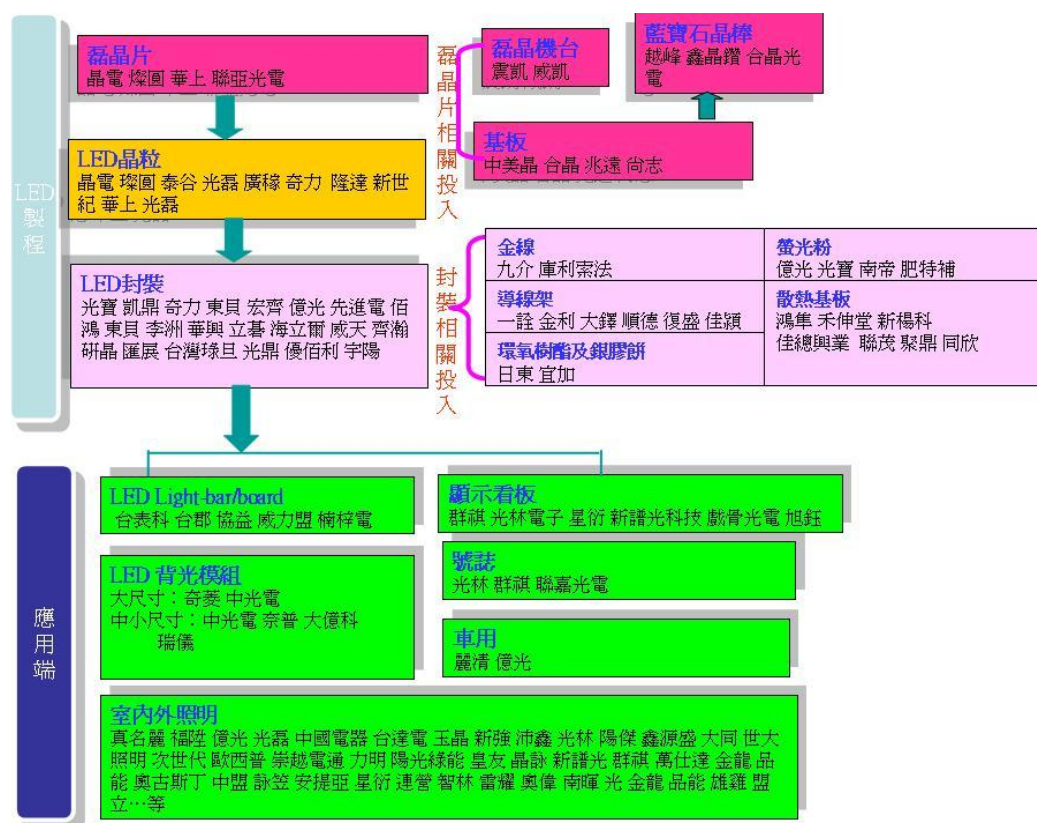 LED製程
磊晶片
晶電 燦圓 華上 聯亞光電
LED晶粒
晶電 璨圓 泰谷 光磊 廣稼 奇力 隆達 新世
紀 華上 光磊
LED封裝
光寶 凱鼎 奇力 東貝 宏齊 億光 先進電 佰
鴻 東貝 李洲 華興 立碁 海立爾 威天 齊瀚
研晶 匯展 台灣琭旦 光鼎 優佰利 宇陽
磊晶片相關投入
磊晶機台
震凱 威凱
藍寶石晶棒
越峰 鑫晶鑽 合晶光
電
基板
中美晶 合晶 兆遠 尚志
封裝相關投入
金線
九介 庫利索法
導線架
一詮 金利 大鐸 順德 復盛 佳穎
環氧樹酯及銀膠餅
日東 宜加
螢光粉
億光 光寶 南帝 肥特補
散熱基板
鴻隼 禾伸堂 新楊科
佳總興業 聯茂 聚鼎 同欣
應用端
LED Light-bar/board
台表科 台郡 協益 威力盟 楠梓電
LED 背光模組
大尺寸：奇菱 中光電
中小尺寸：中光電 奈普 大億科
瑞儀
顯示看板
群祺 光林電子 星衍 新譜光科技 戲骨光電 旭鈺
號誌
光林 群祺 聯嘉光電
車用
麗清 億光
室內外照明
真名麗 福陞 億光 光磊 中國電器 台達電 玉晶 新強 沛鑫 光林 陽傑 鑫源盛 大同 世大
照明 次世代 歐西普 崇越電通 力明 陽光綠能 皇友 晶詠 新譜光 群祺 萬仕達 金龍 品
能 奧古斯丁 中盟 詠笠 安提亞 星衍 連營 智林 雷耀 奧偉 南暉 光 金龍 品能 雄雞 盟
立…等